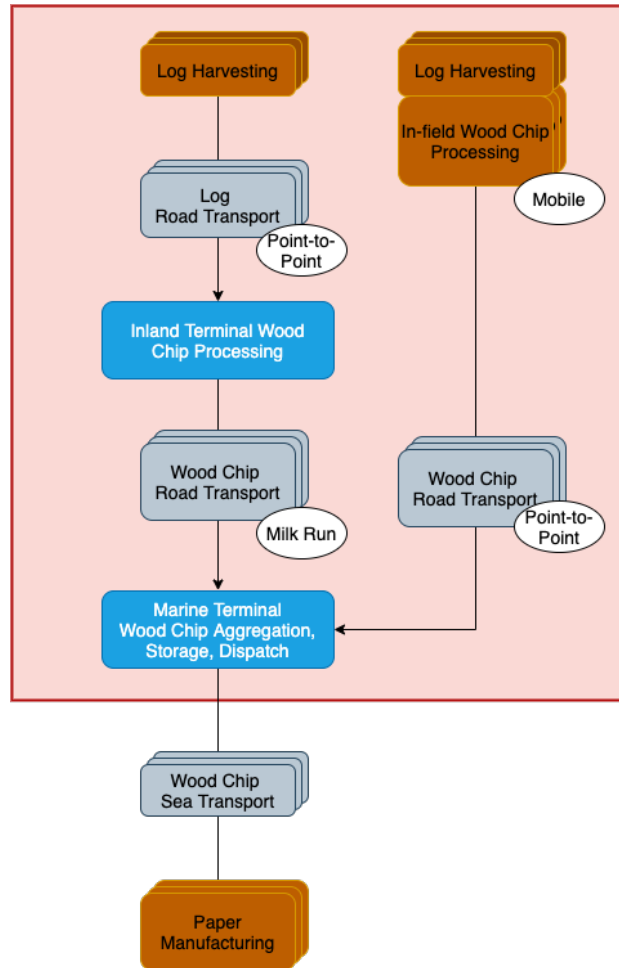 Log Harvesting
Log Harvesting
In-field Wood Chip
Processing
Mobile
Log
Road Transport
Point-to-
Point
Inland Terminal Wood
Chip Processing
Wood Chip
Road Transport
Milk Run
Wood Chip
Road Transport
Point-to-
Point
Marine Terminal
Wood Chip Aggregation,
Storage, Dispatch
Wood Chip
Sea Transport
Paper
Manufacturing